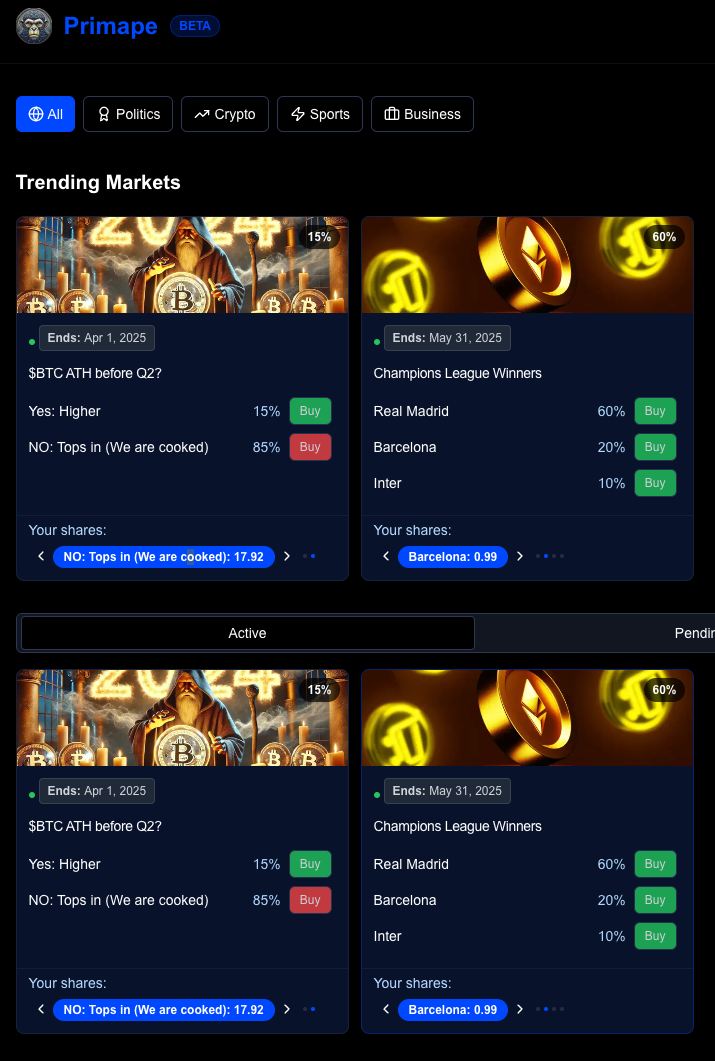 Primape BETA
All Politics Crypto Sports Business
Trending Markets
2024
15%
60%
Ends: Apr 1, 2025
Ends: May 31, 2025
$BTC ATH before Q2?
Champions League Winners
Yes: Higher 15% Buy
Real Madrid 60% Buy
NO: Tops in (We are cooked) 85% Buy
Barcelona 20% Buy
Inter 10% Buy
Your shares:
Your shares:
NO: Tops in (We are cooked): 17.92
Barcelona: 0.99
Active
Pendin
2024
15%
60%
Ends: Apr 1, 2025
Ends: May 31, 2025
$BTC ATH before Q2?
Champions League Winners
Yes: Higher 15% Buy
Real Madrid 60% Buy
NO: Tops in (We are cooked) 85% Buy
Barcelona 20% Buy
Inter 10% Buy
Your shares:
Your shares:
NO: Tops in (We are cooked): 17.92
Barcelona: 0.99